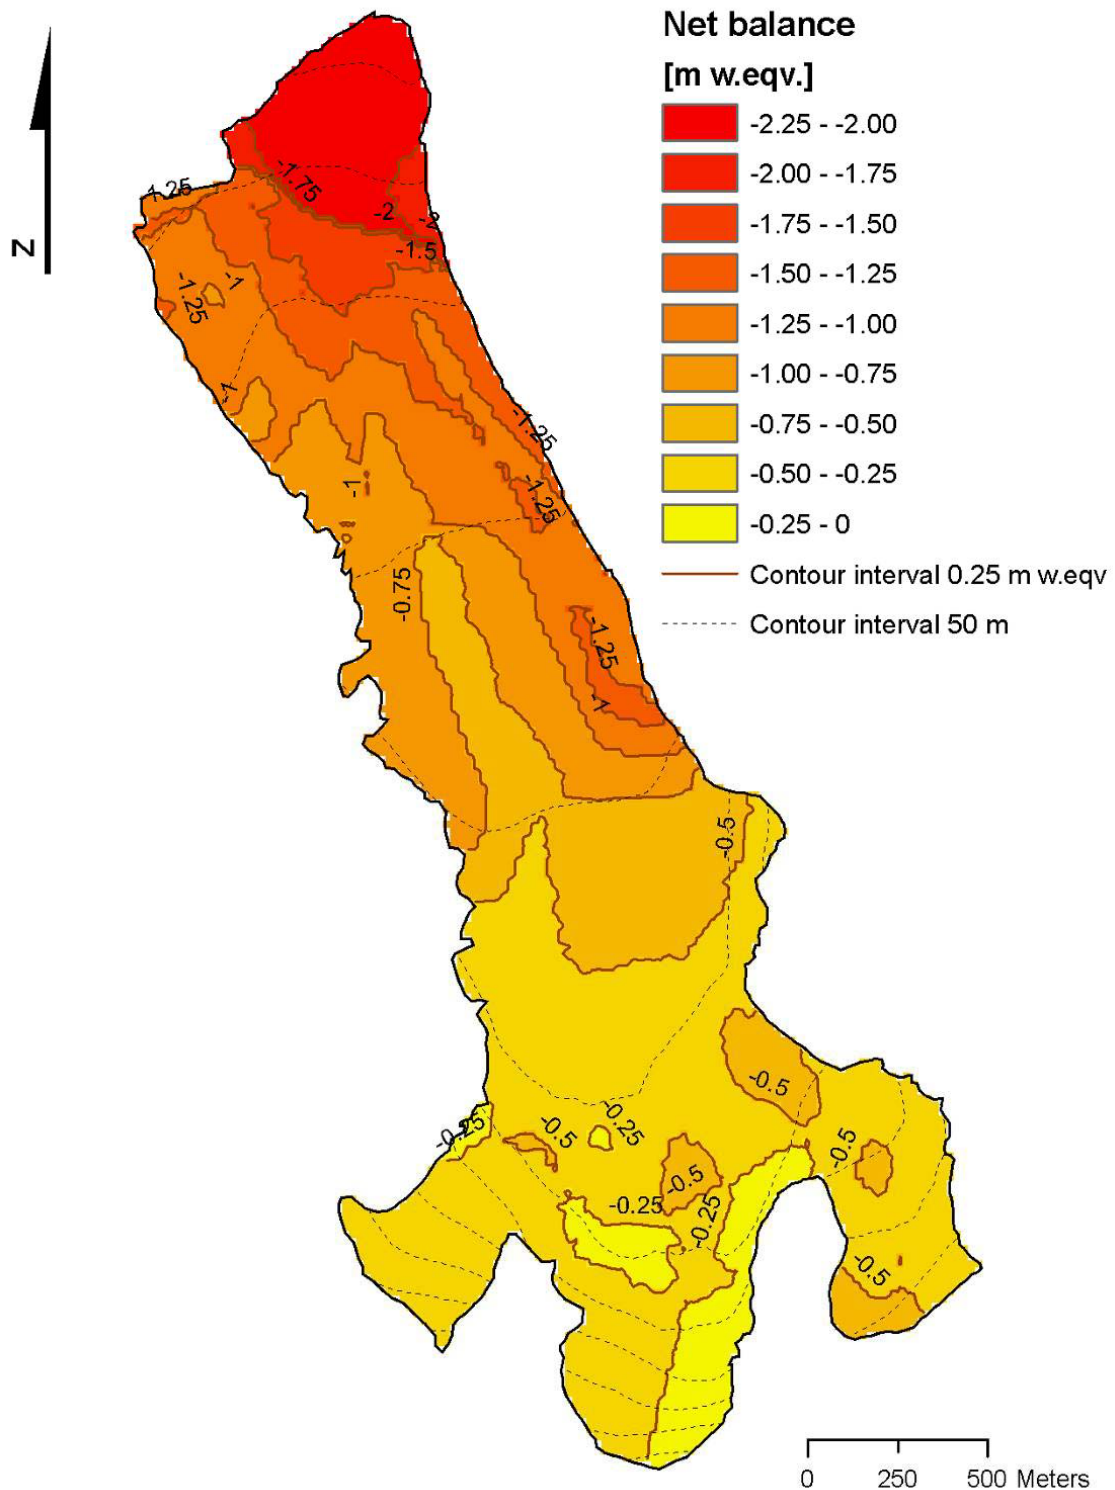 Net balance
[m w.eqv.]
-2.25 - -2.00
-2.00 - -1.75
-1.75 - -1.50
-1.50 - -1.25
-1.25 - -1.00
-1.00 - -0.75
-0.75 - -0.50
-0.50 - -0.25
-0.25 - 0
Contour interval 0.25 m w.eqv
Contour interval 50 m
N
1.25
-1.75
-2
-2
-1.5
-1.25
-1
-1
-1.25
-1
-1.25
-0.75
-1.25
-1
-0.5
-0.5
-0.25
-0.5
-0.25
-0.5
-0.5
-0.25
-0.25
-0.5
0 250 500 Meters